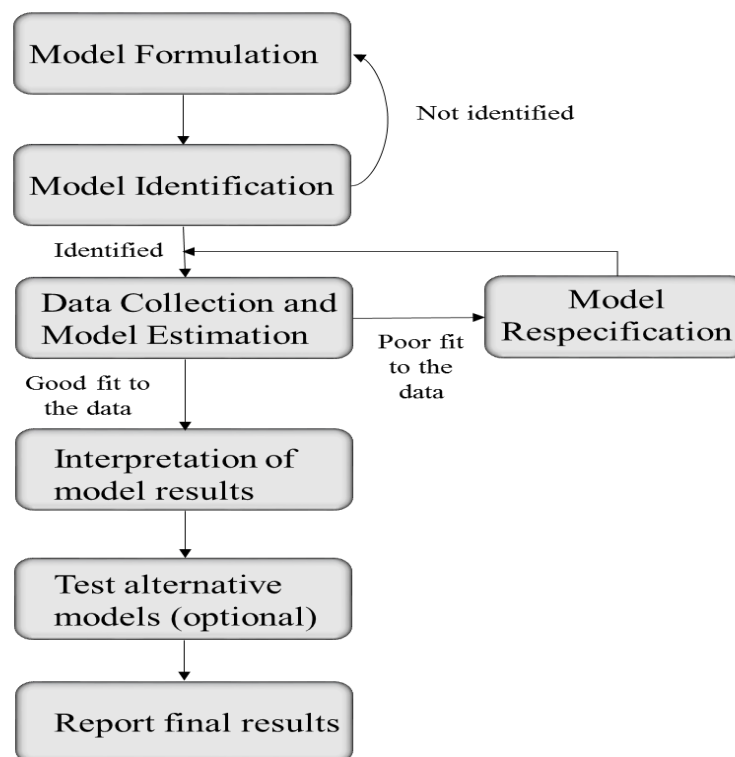 Model Formulation
Not identified
Model Identification
Identified
Data Collection and
Model Estimation
Model
Respecification
Poor fit
to the
data
Good fit to
the data
Interpretation of
model results
Test alternative
models (optional)
Report final results